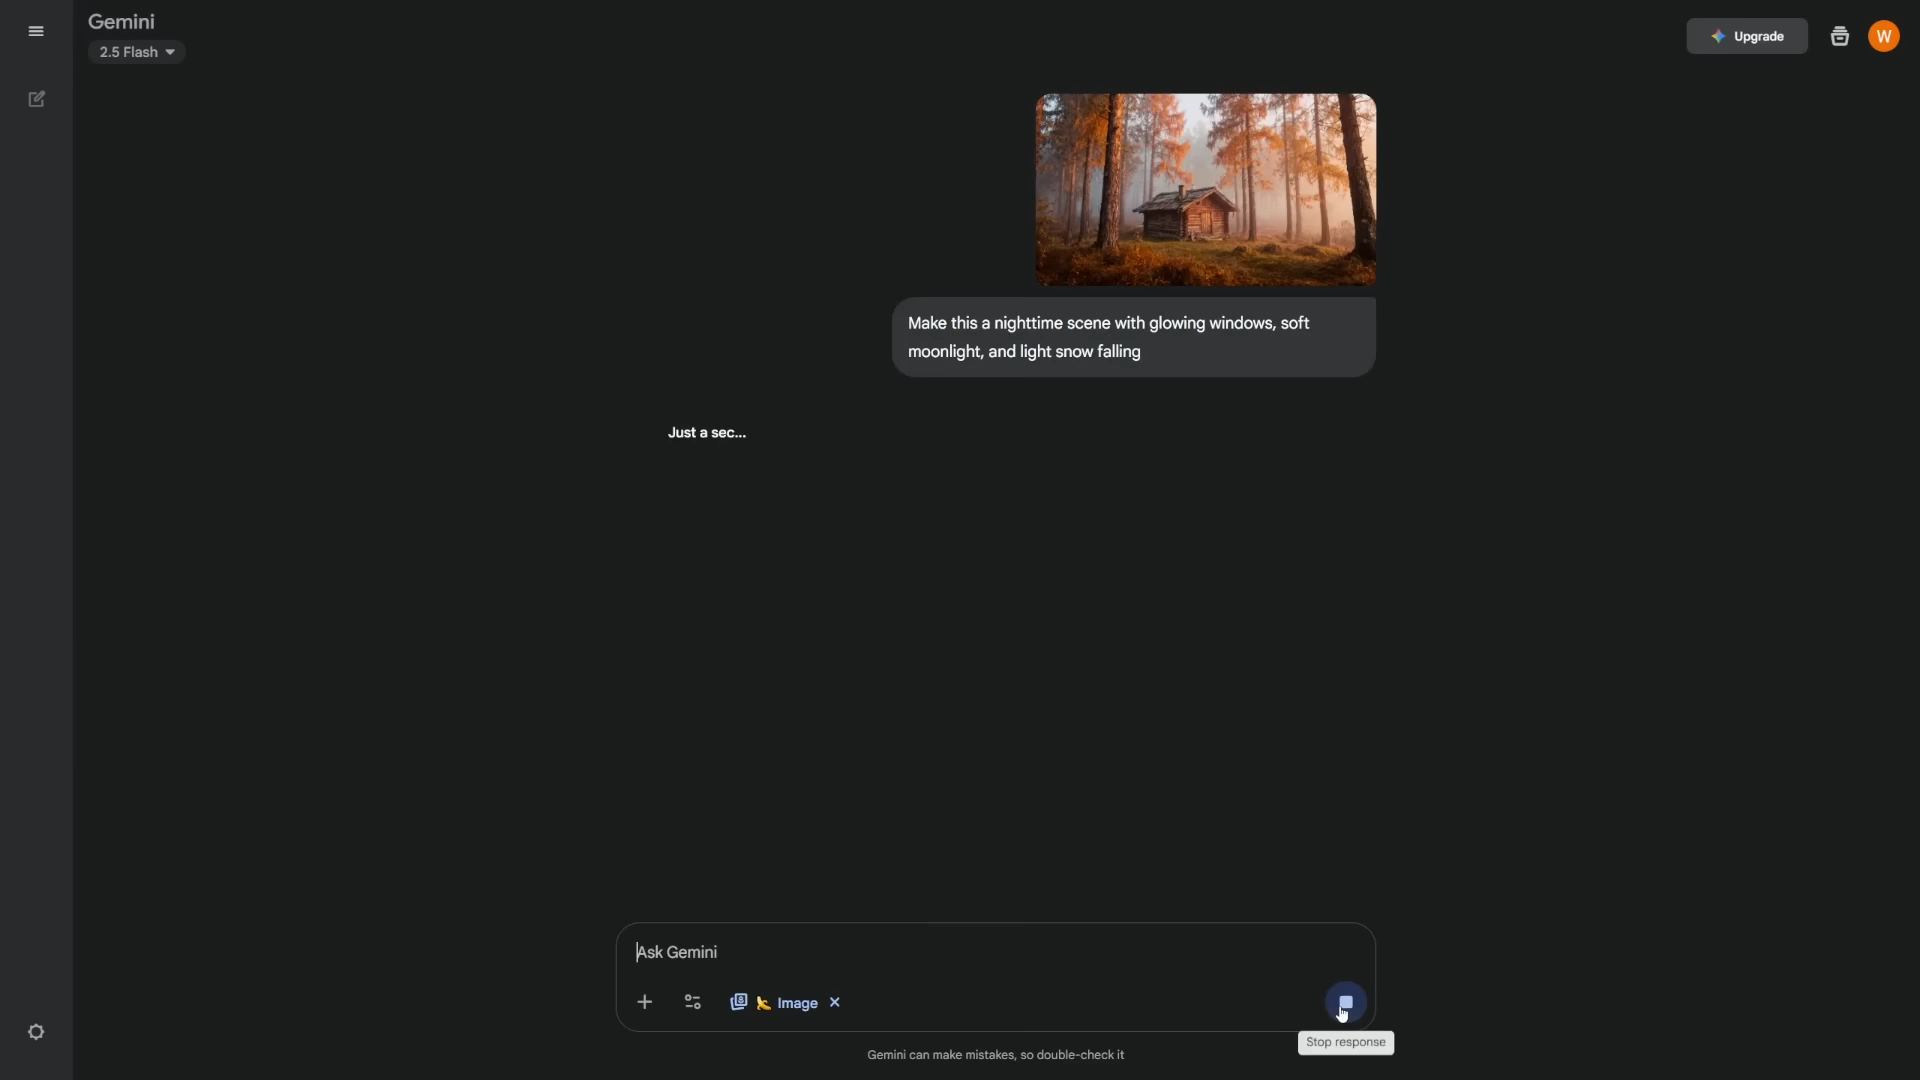 Gemini
2.5 Flash
Upgrade
W
Make this a nighttime scene with glowing windows, soft
moonlight, and light snow falling
Just a sec...
Ask Gemini
Image
Stop response
Gemini can make mistakes, so double-check it